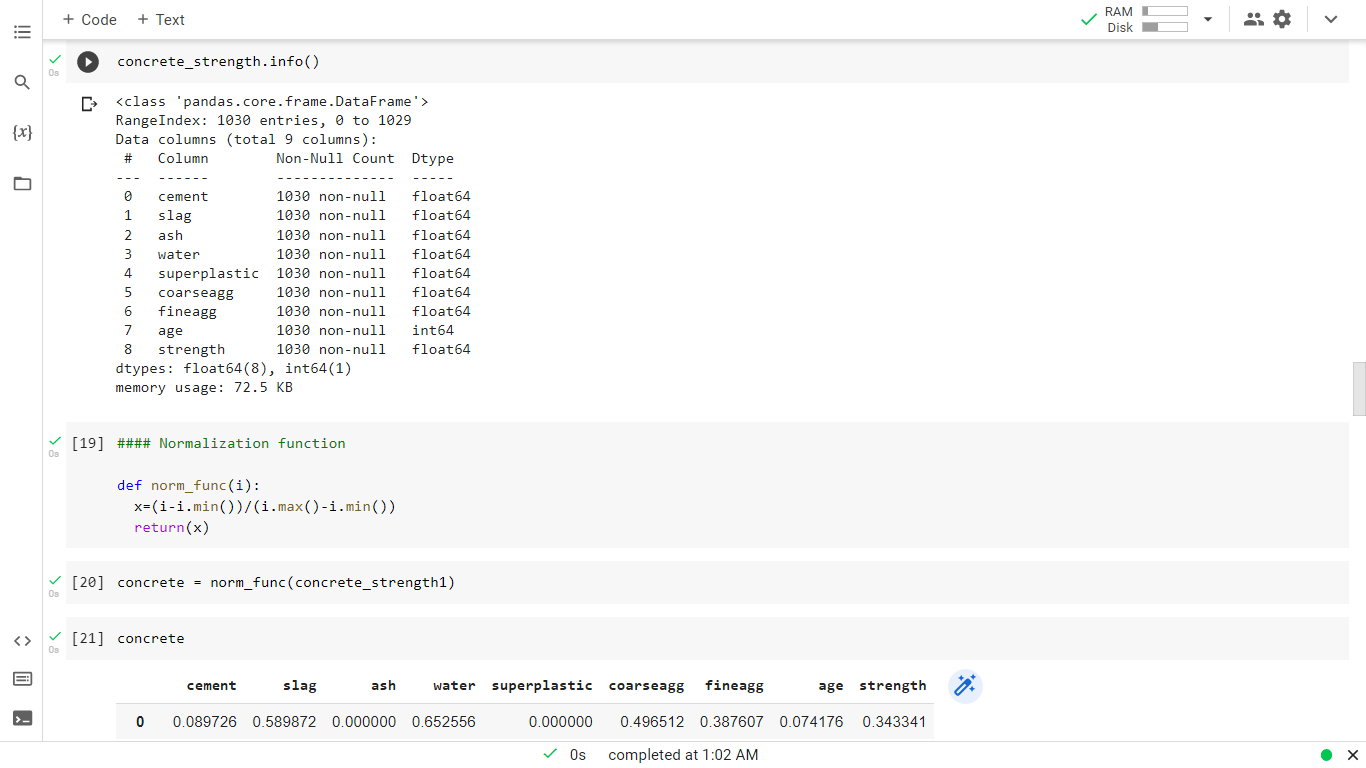 + Code + Text
RAM
Disk
0s
concrete_strength.info()
<class 'pandas.core.frame.DataFrame'>
RangeIndex: 1030 entries, 0 to 1029
Data columns (total 9 columns):
 #   Column        Non-Null Count  Dtype
---  ------        --------------  -----
 0   cement        1030 non-null   float64
 1   slag          1030 non-null   float64
 2   ash           1030 non-null   float64
 3   water         1030 non-null   float64
 4   superplastic  1030 non-null   float64
 5   coarseagg     1030 non-null   float64
 6   fineagg       1030 non-null   float64
 7   age           1030 non-null   int64
 8   strength      1030 non-null   float64
dtypes: float64(8), int64(1)
memory usage: 72.5 KB
[19] #### Normalization function
0s
def norm_func(i):
  x=(i-i.min())/(i.max()-i.min())
  return(x)
[20] concrete = norm_func(concrete_strength1)
0s
[21] concrete
0s
cement slag ash water superplastic coarseagg fineagg age strength
0 0.089726 0.589872 0.000000 0.652556 0.000000 0.496512 0.387607 0.074176 0.343341
0s completed at 1:02 AM